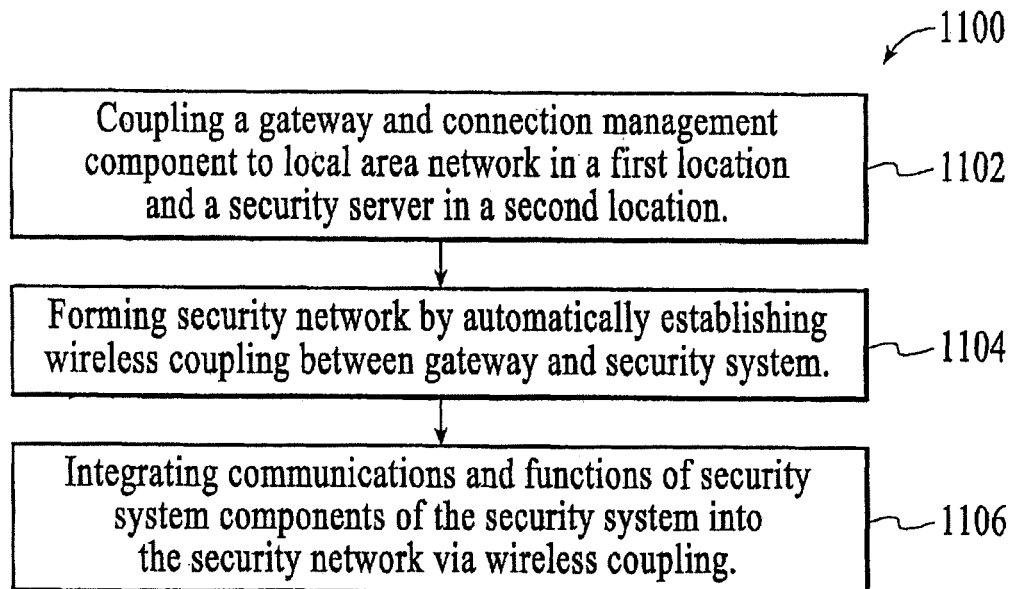 1100
Coupling a gateway and connection management
component to local area network in a first location
and a security server in a second location.
1102
Forming security network by automatically establishing
wireless coupling between gateway and security system.
1104
Integrating communications and functions of security
system components of the security system into
the security network via wireless coupling.
1106